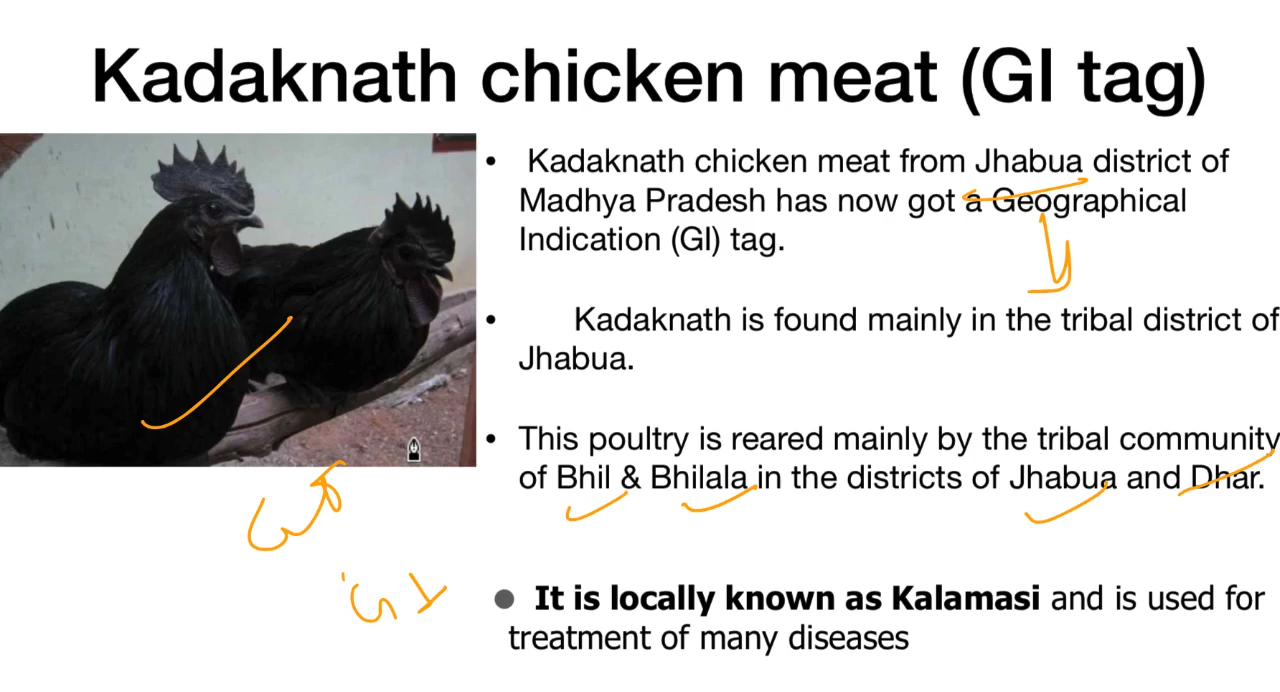 Kadaknath chicken meat (GI tag)
• Kadaknath chicken meat from Jhabua district of
Madhya Pradesh has now got a Geographical
Indication (GI) tag.
• Kadaknath is found mainly in the tribal district of
Jhabua.
• This poultry is reared mainly by the tribal community
of Bhil & Bhilala in the districts of Jhabua and Dhar.
● It is locally known as Kalamasi and is used for
treatment of many diseases
GI